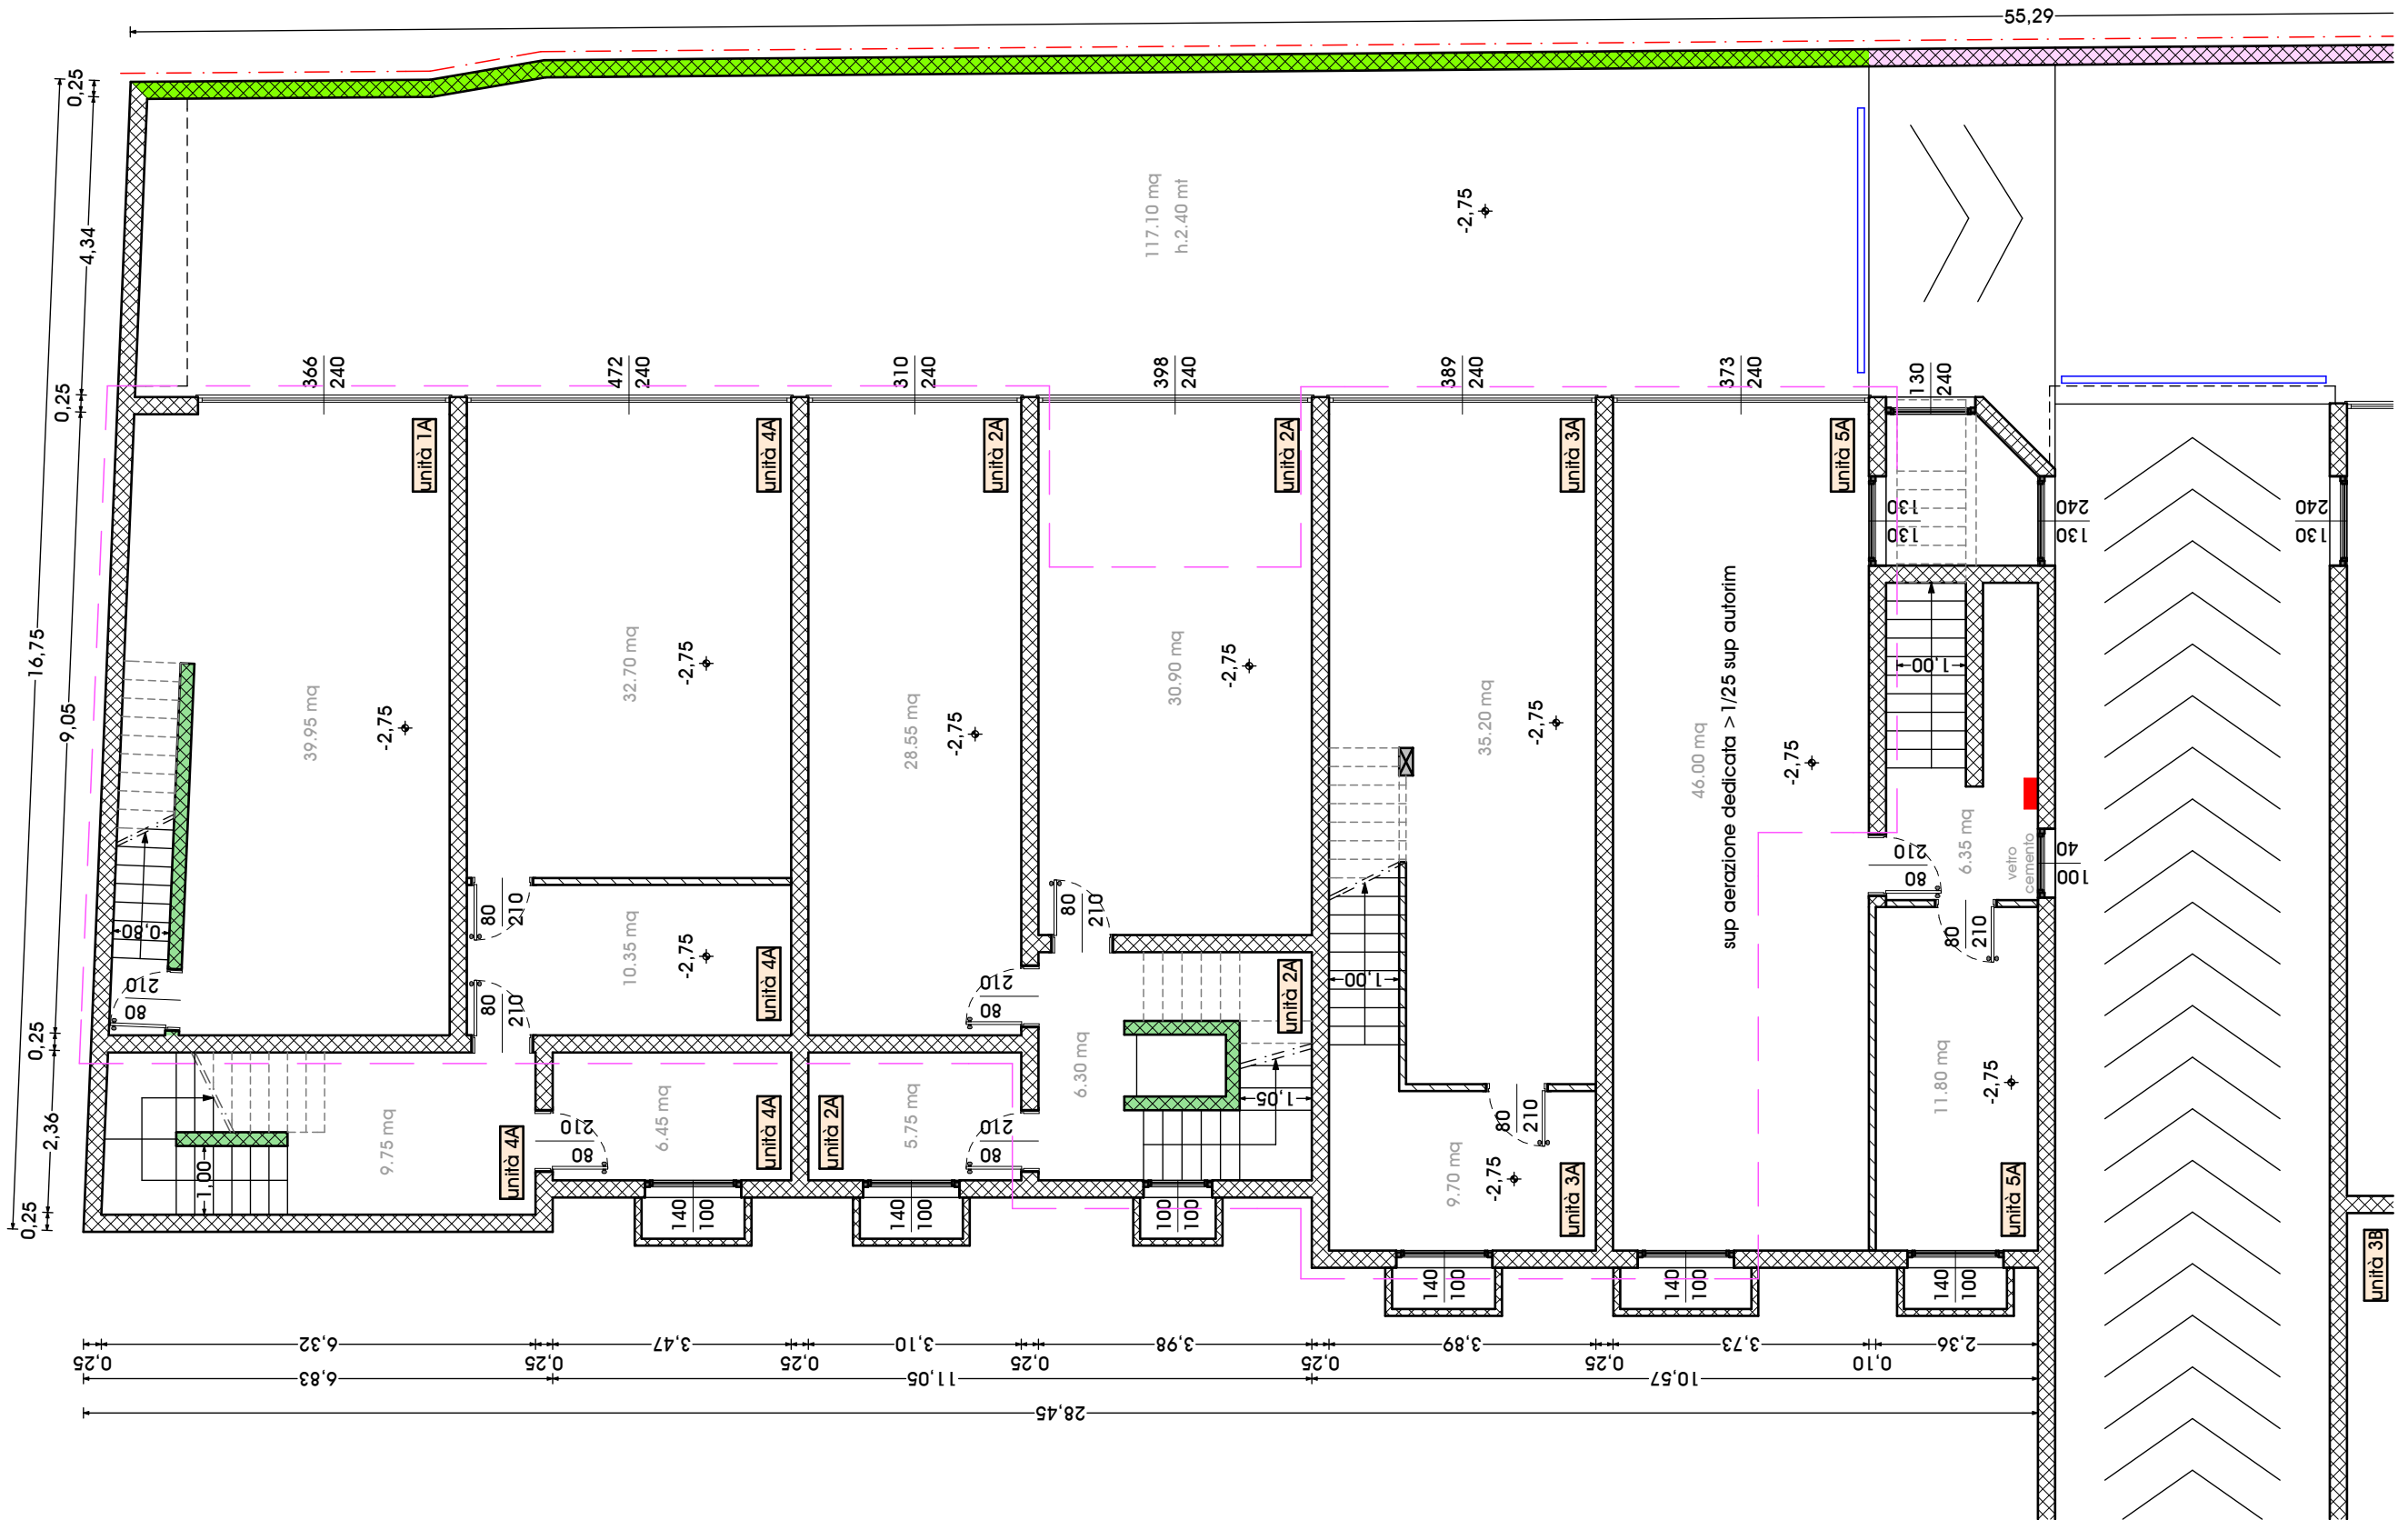 55,29
0,25
4,34
0,25
16,75
9,05
0,25
2,36
0,25
117.10 mq
h.2.40 mt
-2,75
366
240
472
240
310
240
398
240
389
240
373
240
130
240
unità 1A
unità 4A
unità 2A
unità 2A
unità 3A
unità 5A
130
130
240
130
240
130
39.95 mq
-2,75
32.70 mq
-2,75
28.55 mq
-2,75
30.90 mq
-2,75
35.20 mq
-2,75
46.00 mq
sup aerazione dedicata > 1/25 sup autorim
-2,75
1,00
6.35 mq
vetro
cemento
40
100
210
80
80
210
0,80
210
80
80
210
10.35 mq
-2,75
unità 4A
80
210
210
80
80
210
unità 2A
1,00
9.75 mq
1,00
unità 4A
210
80
6.45 mq
unità 4A
unità 2A
5.75 mq
210
80
6.30 mq
1,05
80
210
9.70 mq
-2,75
unità 3A
11.80 mq
-2,75
unità 5A
140
100
140
100
100
100
140
100
140
100
140
100
unità 3B
0,25
6,32
0,25
3,47
0,25
3,10
0,25
3,98
0,25
3,89
0,25
3,73
0,10
2,36
6,83
11,05
10,57
28,45